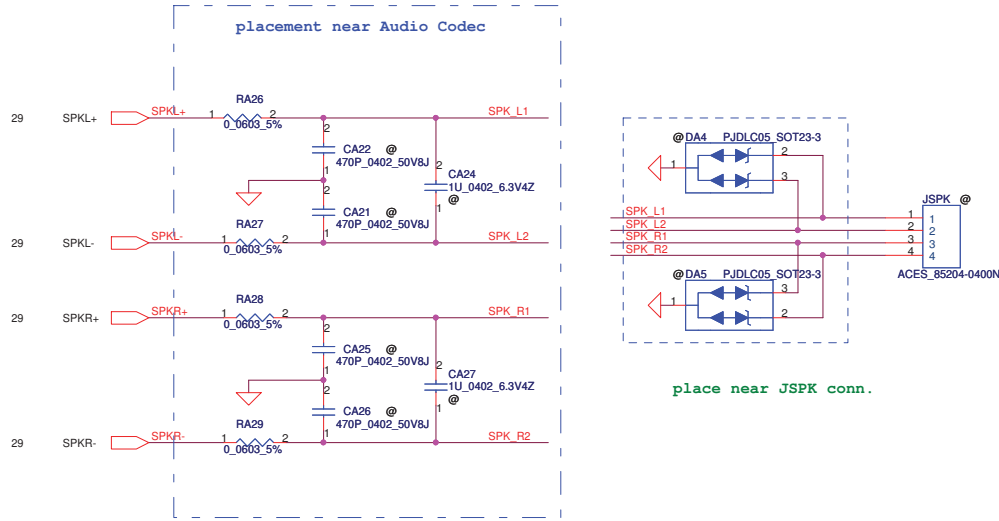 placement near Audio Codec
29 SPKL+ SPKL+ 1 RA26 2 SPK_L1
0_0603_5%
2
CA22 @
470P_0402_50V8J
1
2
CA24
1U_0402_6.3V4Z
@
1
2
CA21 @
470P_0402_50V8J
1
29 SPKL- SPKL- 1 RA27 2 SPK_L2
0_0603_5%
29 SPKR+ SPKR+ 1 RA28 2 SPK_R1
0_0603_5%
2
CA25 @
470P_0402_50V8J
1
2
CA27
1U_0402_6.3V4Z
@
1
2
CA26 @
470P_0402_50V8J
1
29 SPKR- SPKR- 1 RA29 2 SPK_R2
0_0603_5%
@ DA4 PJDLC05_SOT23-3
1 2
3
JSPK @
SPK_L1 1 1
SPK_L2 2 2
SPK_R1 3 3
SPK_R2 4 4
ACES_85204-0400N
@ DA5 PJDLC05_SOT23-3
1 3
2
place near JSPK conn.